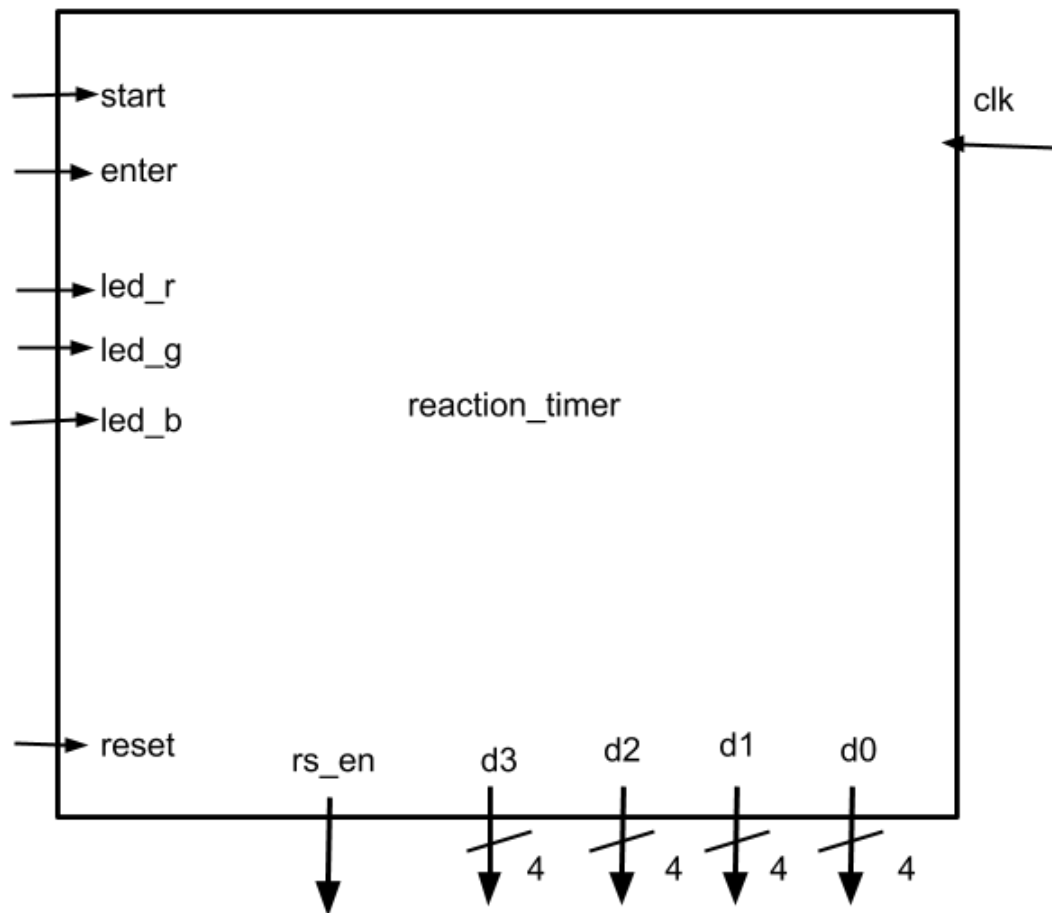 start
clk
enter
led_r
led_g
led_b
reaction_timer
reset
rs_en
d3
d2
d1
d0
4
4
4
4